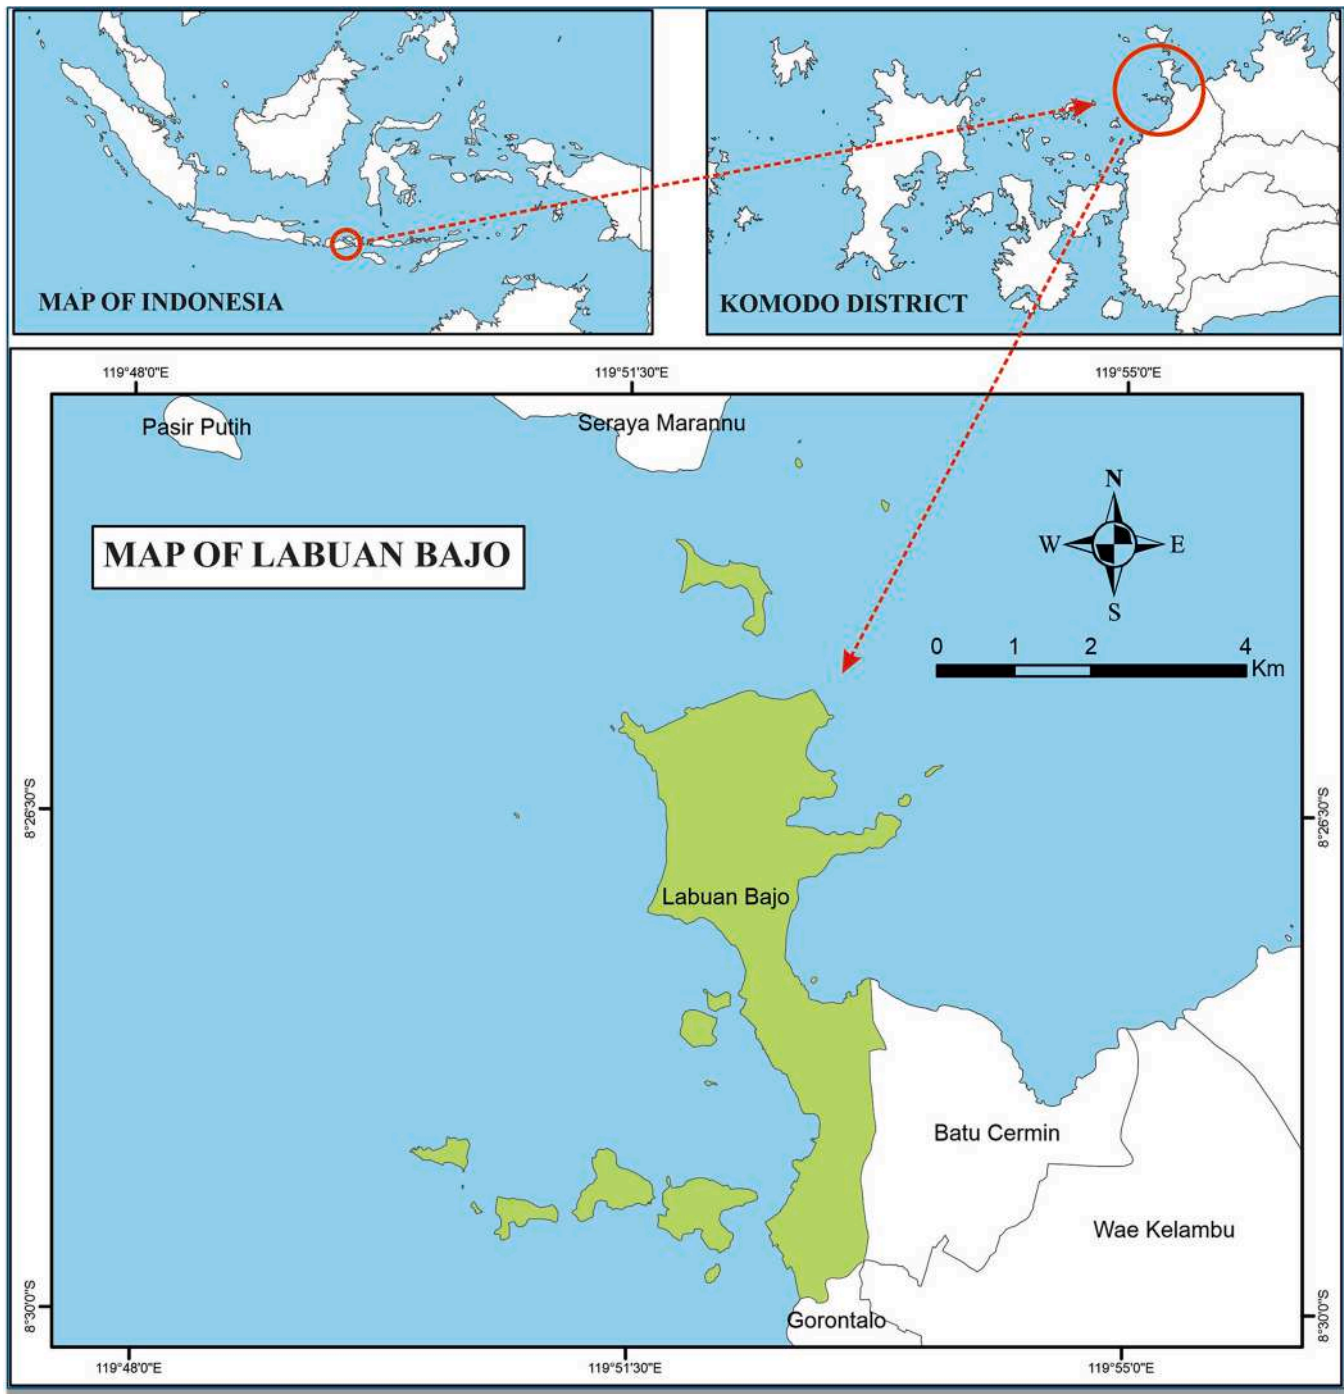 MAP OF INDONESIA
KOMODO DISTRICT
119°48'0"E
119°51'30"E
119°55'0"E
Pasir Putih
Seraya Marannu
MAP OF LABUAN BAJO
N
W
E
S
0 1 2 4
Km
8°26'30"S
8°26'30"S
Labuan Bajo
Batu Cermin
Wae Kelambu
8°30'0"S
8°30'0"S
Gorontalo
119°48'0"E
119°51'30"E
119°55'0"E